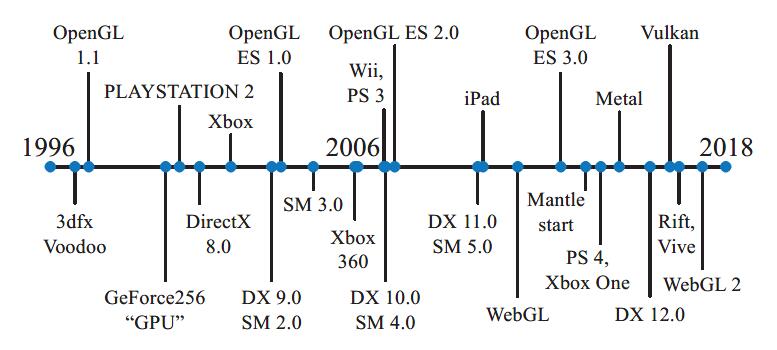 OpenGL
1.1
OpenGL
ES 1.0
OpenGL ES 2.0
OpenGL
ES 3.0
Vulkan
Wii,
PS 3
PLAYSTATION 2
iPad
Metal
Xbox
1996
2006
2018
3dfx
Voodoo
DirectX
8.0
SM 3.0
Xbox
360
DX 11.0
SM 5.0
Mantle
start
Rift,
Vive
PS 4,
Xbox One
WebGL 2
GeForce256
“GPU”
DX 9.0
SM 2.0
DX 10.0
SM 4.0
WebGL
DX 12.0